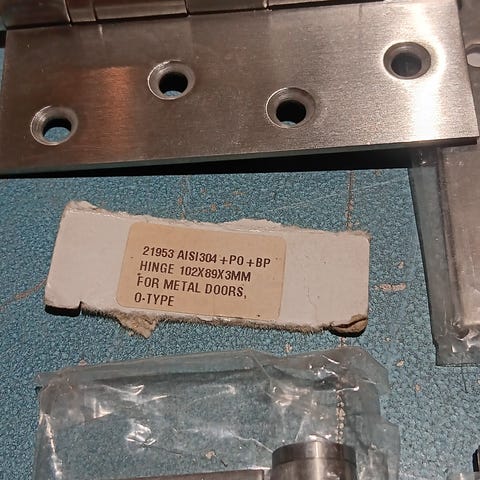 21953 AISI304+PO+BP
HINGE 102X89X3MM
FOR METAL DOORS,
O-TYPE